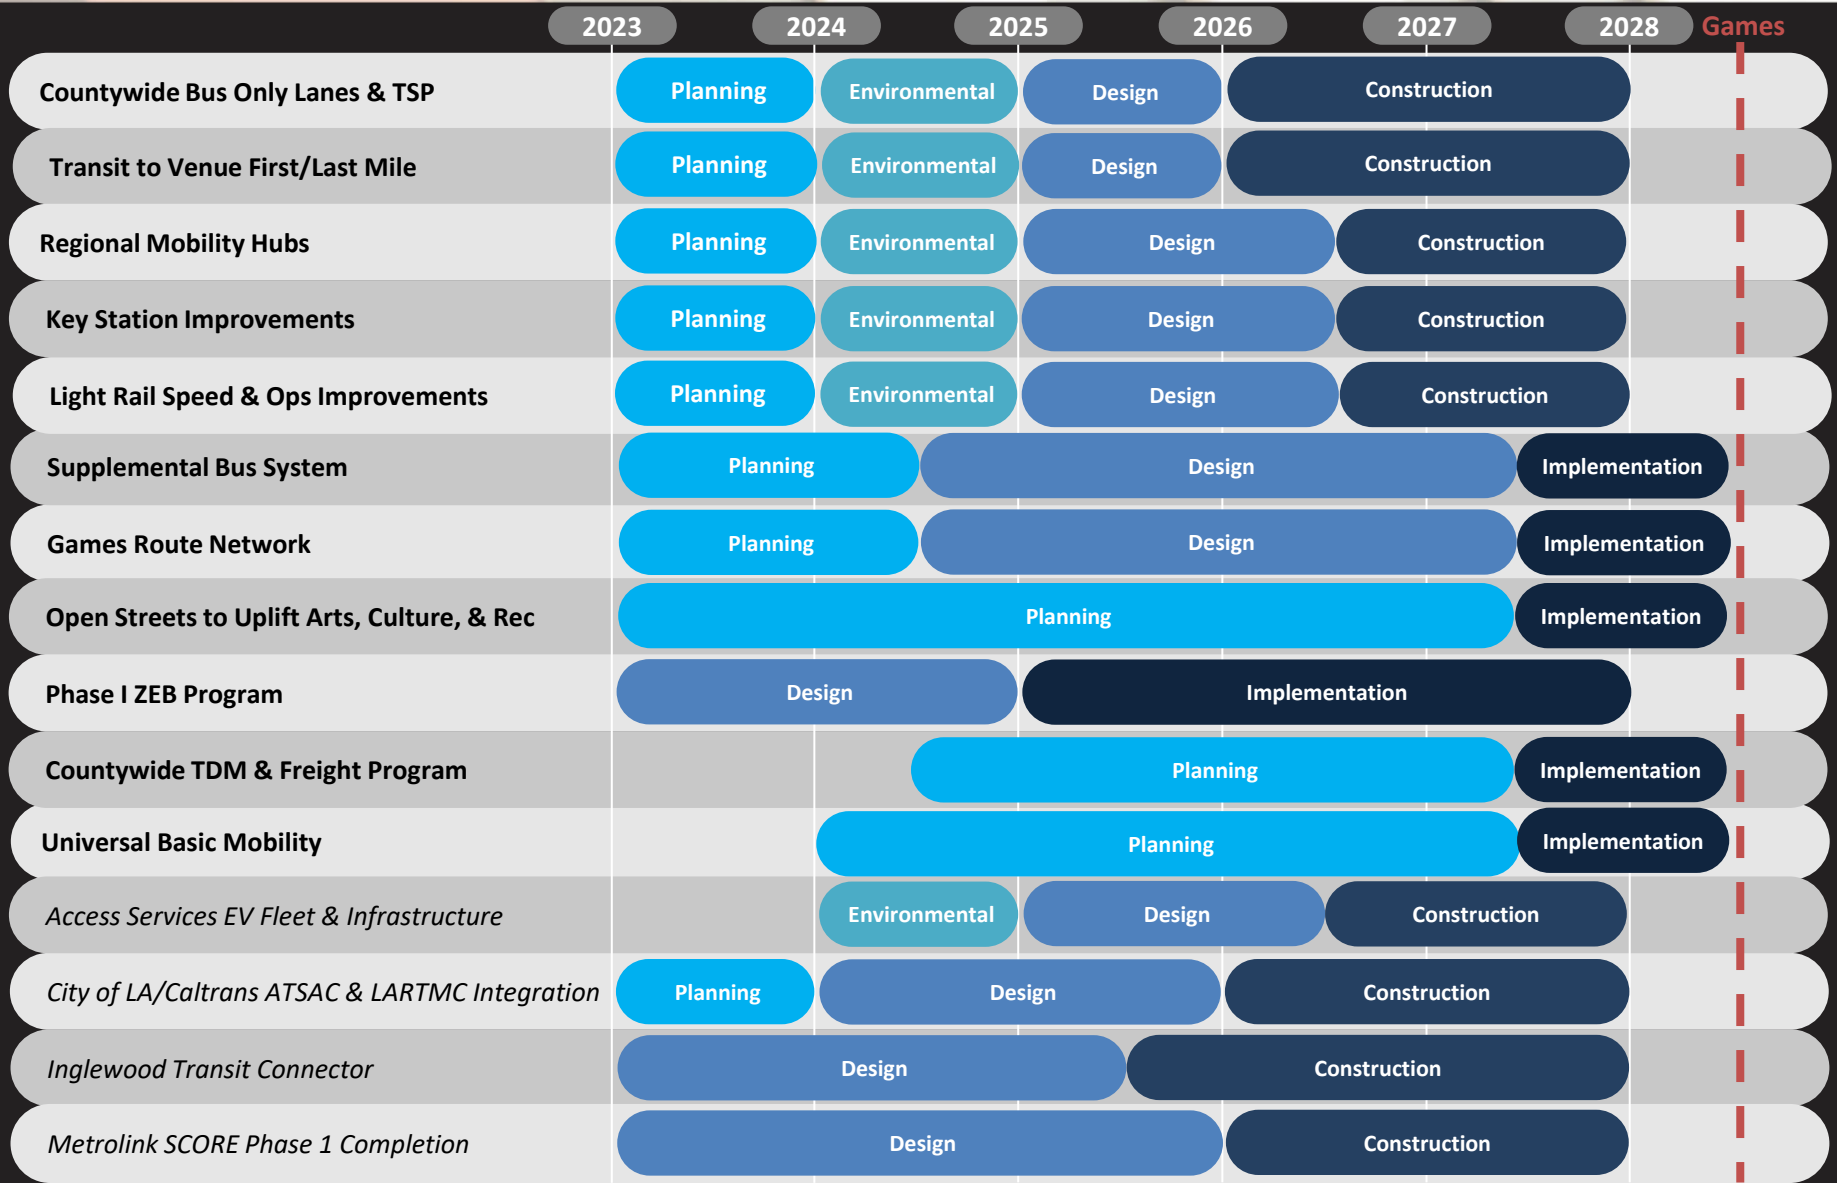 2023 2024 2025 2026 2027 2028 Games
Countywide Bus Only Lanes & TSP Planning Environmental Design Construction
Transit to Venue First/Last Mile Planning Environmental Design Construction
Regional Mobility Hubs Planning Environmental Design Construction
Key Station Improvements Planning Environmental Design Construction
Light Rail Speed & Ops Improvements Planning Environmental Design Construction
Supplemental Bus System Planning Design Implementation
Games Route Network Planning Design Implementation
Open Streets to Uplift Arts, Culture, & Rec Planning Implementation
Phase I ZEB Program Design Implementation
Countywide TDM & Freight Program Planning Implementation
Universal Basic Mobility Planning Implementation
Access Services EV Fleet & Infrastructure Environmental Design Construction
City of LA/Caltrans ATSAC & LARTMC Integration Planning Design Construction
Inglewood Transit Connector Design Construction
Metrolink SCORE Phase 1 Completion Design Construction